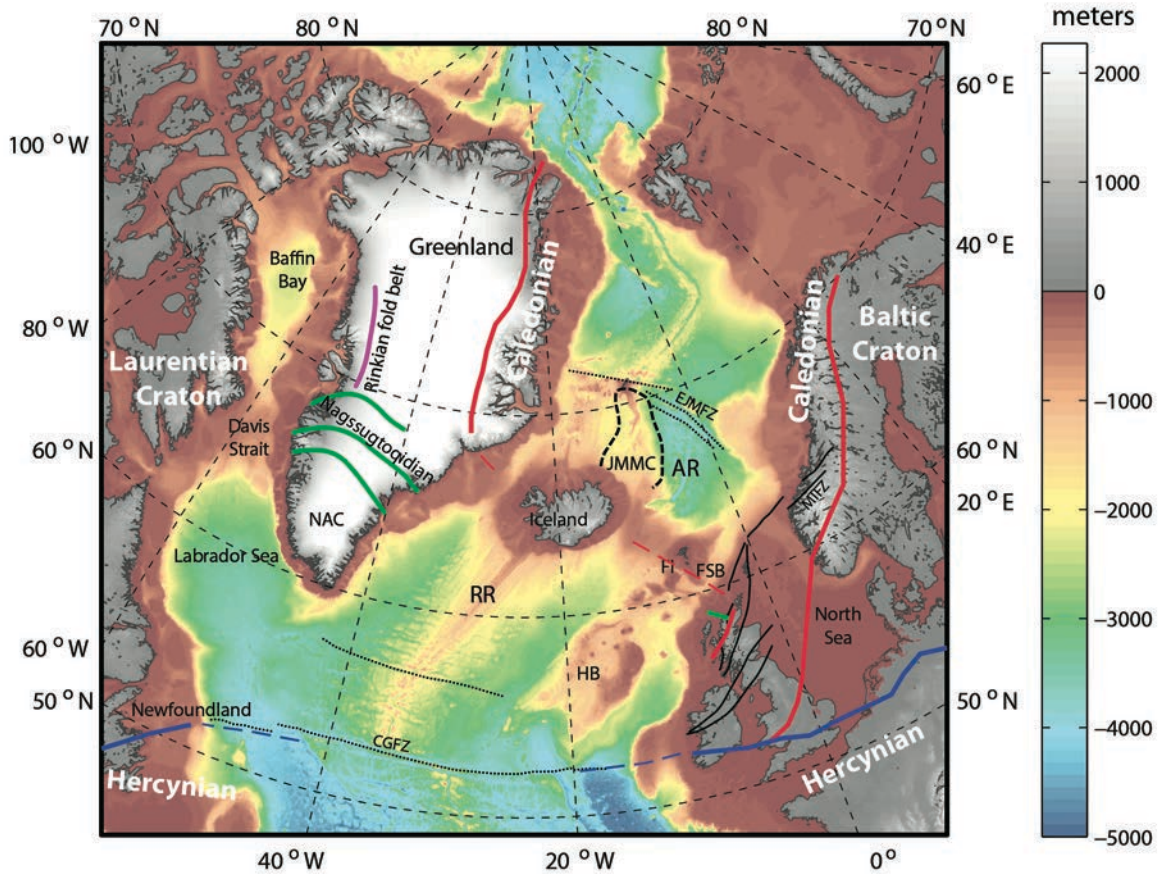 70 °N
80 °N
80 °N
70 °N
meters
60 °E
2000
100 °W
1000
Greenland
Caledonian
40 °E
Baffin
Bay
Rinkian fold belt
0
80 °W
Caledonian
Baltic
Craton
Laurentian
Craton
−1000
EJMFZ
Nagssugtoqidian
Davis
Strait
60 °W
JMMC
AR
60 °N
20 °E
MTFZ
−2000
NAC
Iceland
Labrador Sea
FI
FSB
RR
−3000
North
Sea
60 °W
HB
50 °N
50 °N
Newfoundland
CGFZ
−4000
Hercynian
Hercynian
−5000
40 °W
20 °W
0°